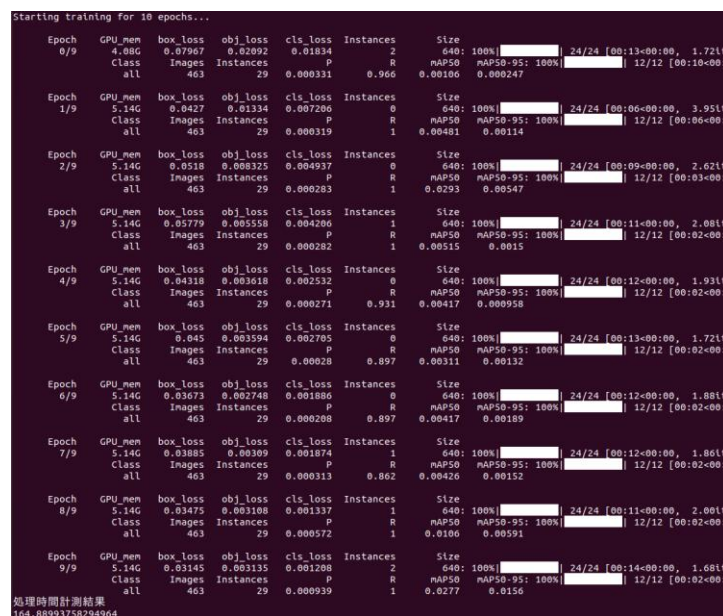 Starting training for 10 epochs...
Epoch GPU_mem box_loss obj_loss cls_loss Instances Size
0/9 4.08G 0.07967 0.02092 0.01834 2 640: 100%| | 24/24 [00:13<00:00, 1.72it
Class Images Instances P R mAP50 mAP50-95: 100%| | 12/12 [00:10<00:
all 463 29 0.000331 0.966 0.00106 0.000247
Epoch GPU_mem box_loss obj_loss cls_loss Instances Size
1/9 5.14G 0.0427 0.01334 0.007206 0 640: 100%| | 24/24 [00:06<00:00, 3.95it
Class Images Instances P R mAP50 mAP50-95: 100%| | 12/12 [00:06<00:
all 463 29 0.000319 1 0.00481 0.00114
Epoch GPU_mem box_loss obj_loss cls_loss Instances Size
2/9 5.14G 0.0518 0.008325 0.004937 0 640: 100%| | 24/24 [00:09<00:00, 2.62it
Class Images Instances P R mAP50 mAP50-95: 100%| | 12/12 [00:03<00:
all 463 29 0.000283 1 0.0293 0.00547
Epoch GPU_mem box_loss obj_loss cls_loss Instances Size
3/9 5.14G 0.05779 0.005558 0.004206 1 640: 100%| | 24/24 [00:11<00:00, 2.08it
Class Images Instances P R mAP50 mAP50-95: 100%| | 12/12 [00:02<00:
all 463 29 0.000282 1 0.00515 0.0015
Epoch GPU_mem box_loss obj_loss cls_loss Instances Size
4/9 5.14G 0.04318 0.003618 0.002532 0 640: 100%| | 24/24 [00:12<00:00, 1.93it
Class Images Instances P R mAP50 mAP50-95: 100%| | 12/12 [00:02<00:
all 463 29 0.000271 0.931 0.00417 0.000958
Epoch GPU_mem box_loss obj_loss cls_loss Instances Size
5/9 5.14G 0.045 0.003594 0.002705 0 640: 100%| | 24/24 [00:13<00:00, 1.72it
Class Images Instances P R mAP50 mAP50-95: 100%| | 12/12 [00:02<00:
all 463 29 0.00028 0.897 0.00311 0.00132
Epoch GPU_mem box_loss obj_loss cls_loss Instances Size
6/9 5.14G 0.03673 0.002748 0.001886 0 640: 100%| | 24/24 [00:12<00:00, 1.88it
Class Images Instances P R mAP50 mAP50-95: 100%| | 12/12 [00:02<00:
all 463 29 0.000208 0.897 0.00417 0.00189
Epoch GPU_mem box_loss obj_loss cls_loss Instances Size
7/9 5.14G 0.03885 0.00309 0.001874 1 640: 100%| | 24/24 [00:12<00:00, 1.86it
Class Images Instances P R mAP50 mAP50-95: 100%| | 12/12 [00:02<00:
all 463 29 0.000313 0.862 0.00426 0.00152
Epoch GPU_mem box_loss obj_loss cls_loss Instances Size
8/9 5.14G 0.03475 0.003108 0.001337 1 640: 100%| | 24/24 [00:11<00:00, 2.00it
Class Images Instances P R mAP50 mAP50-95: 100%| | 12/12 [00:02<00:
all 463 29 0.000572 1 0.0106 0.00591
Epoch GPU_mem box_loss obj_loss cls_loss Instances Size
9/9 5.14G 0.03145 0.003135 0.001208 2 640: 100%| | 24/24 [00:14<00:00, 1.68it
Class Images Instances P R mAP50 mAP50-95: 100%| | 12/12 [00:02<00:
all 463 29 0.000939 1 0.0277 0.0156
処理時間計測結果
164.88993758294964